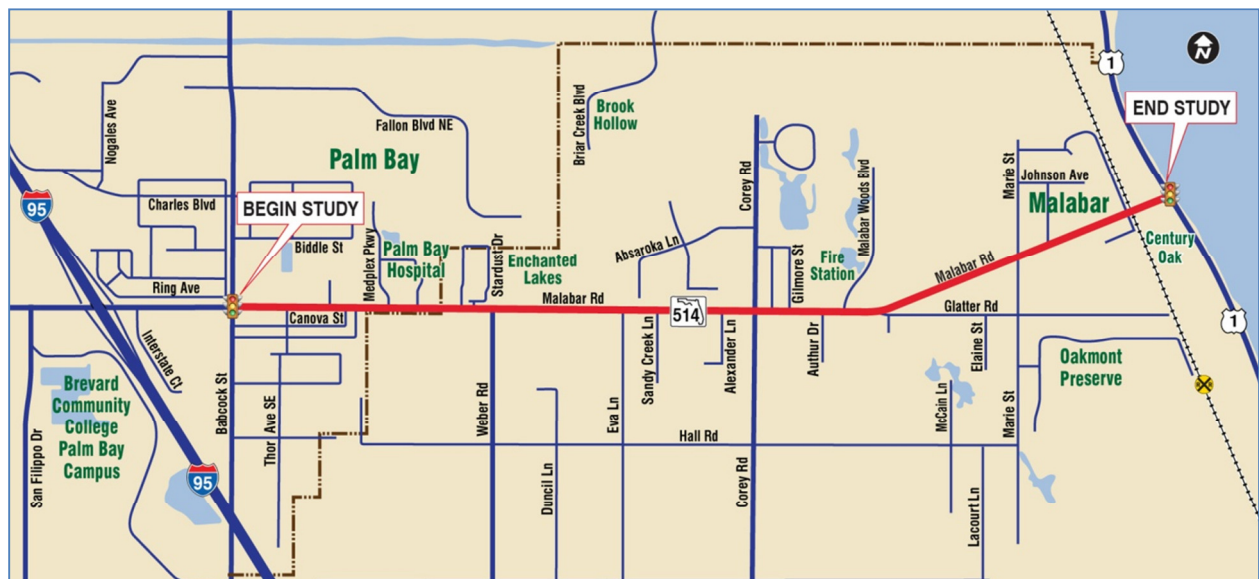 1
N
END STUDY
Nogales Ave
Fallon Blvd NE
Briar Creek Blvd
Brook
Hollow
Palm Bay
Corey Rd
Malabar Woods Blvd
Marie St
Johnson Ave
95
Charles Blvd
BEGIN STUDY
Malabar
Biddle St
Medplex Pkwy
Palm Bay
Hospital
Stardust Dr
Enchanted
Lakes
Absaroka Ln
Gilmore St
Fire
Station
Malabar Rd
Century
Oak
Ring Ave
Malabar Rd
514
Glatter Rd
1
Canova St
Interstate Ct
Babcock St
Weber Rd
Eva Ln
Sandy Creek Ln
Alexander Ln
Authur Dr
Elaine St
Oakmont
Preserve
Brevard
Community
College
Palm Bay
Campus
San Filippo Dr
Thor Ave SE
McCain Ln
Marie St
Hall Rd
95
Duncil Ln
Corey Rd
Lacourt Ln